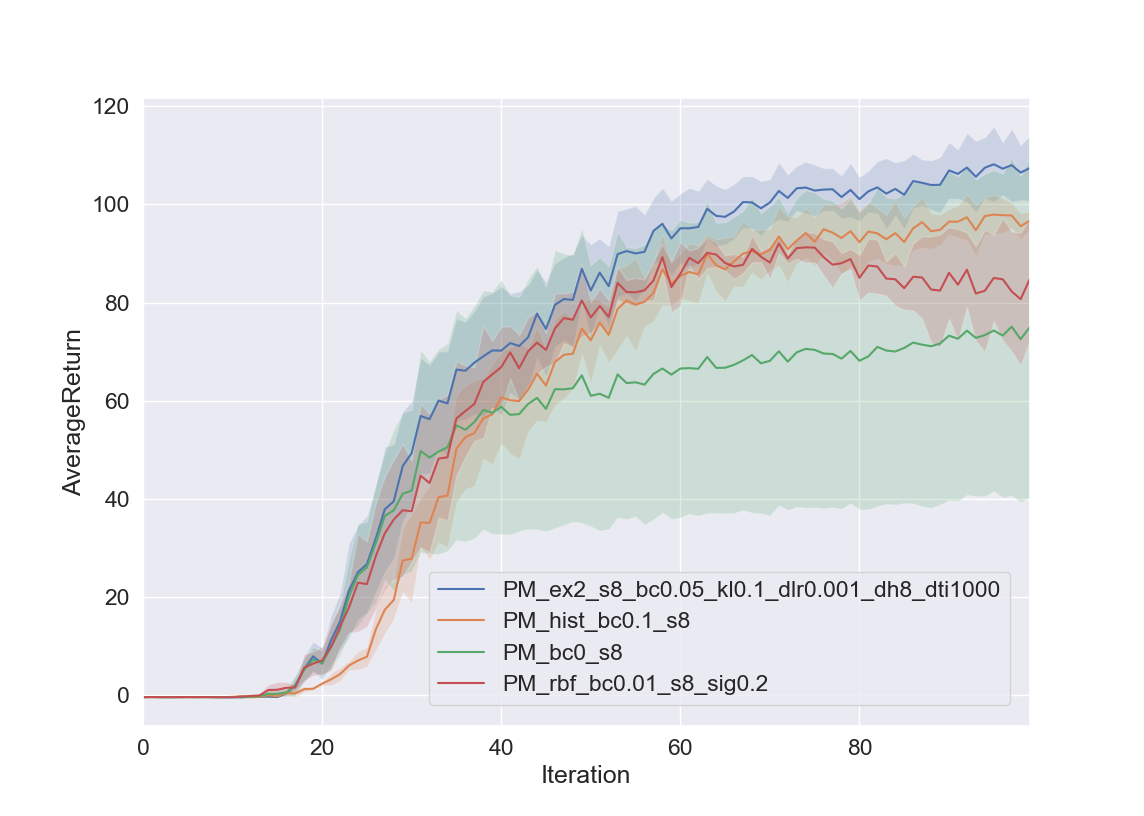 120
100
80
60
40
20
0
AverageReturn
PM_ex2_s8_bc0.05_kl0.1_dlr0.001_dh8_dti1000
PM_hist_bc0.1_s8
PM_bc0_s8
PM_rbf_bc0.01_s8_sig0.2
0 20 40 60 80
Iteration